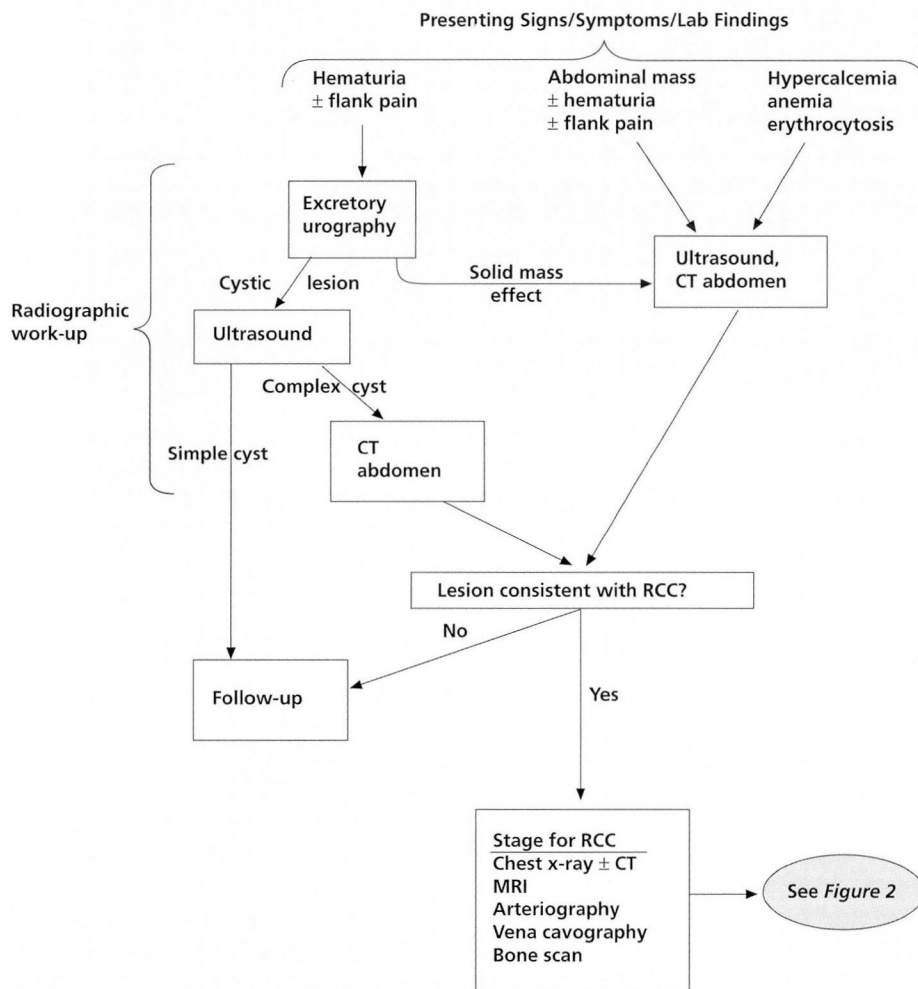 Presenting Signs/Symptoms/Lab Findings
Hematuria
± flank pain
Abdominal mass
± hematuria
± flank pain
Hypercalcemia
anemia
erythrocytosis
Excretory
urography
Ultrasound,
CT abdomen
Solid mass
effect
Cystic lesion
Radiographic
work-up
Ultrasound
Complex cyst
Simple cyst
CT
abdomen
Lesion consistent with RCC?
No
Yes
Follow-up
Stage for RCC
Chest x-ray ± CT
MRI
Arteriography
Vena cavography
Bone scan
See Figure 2